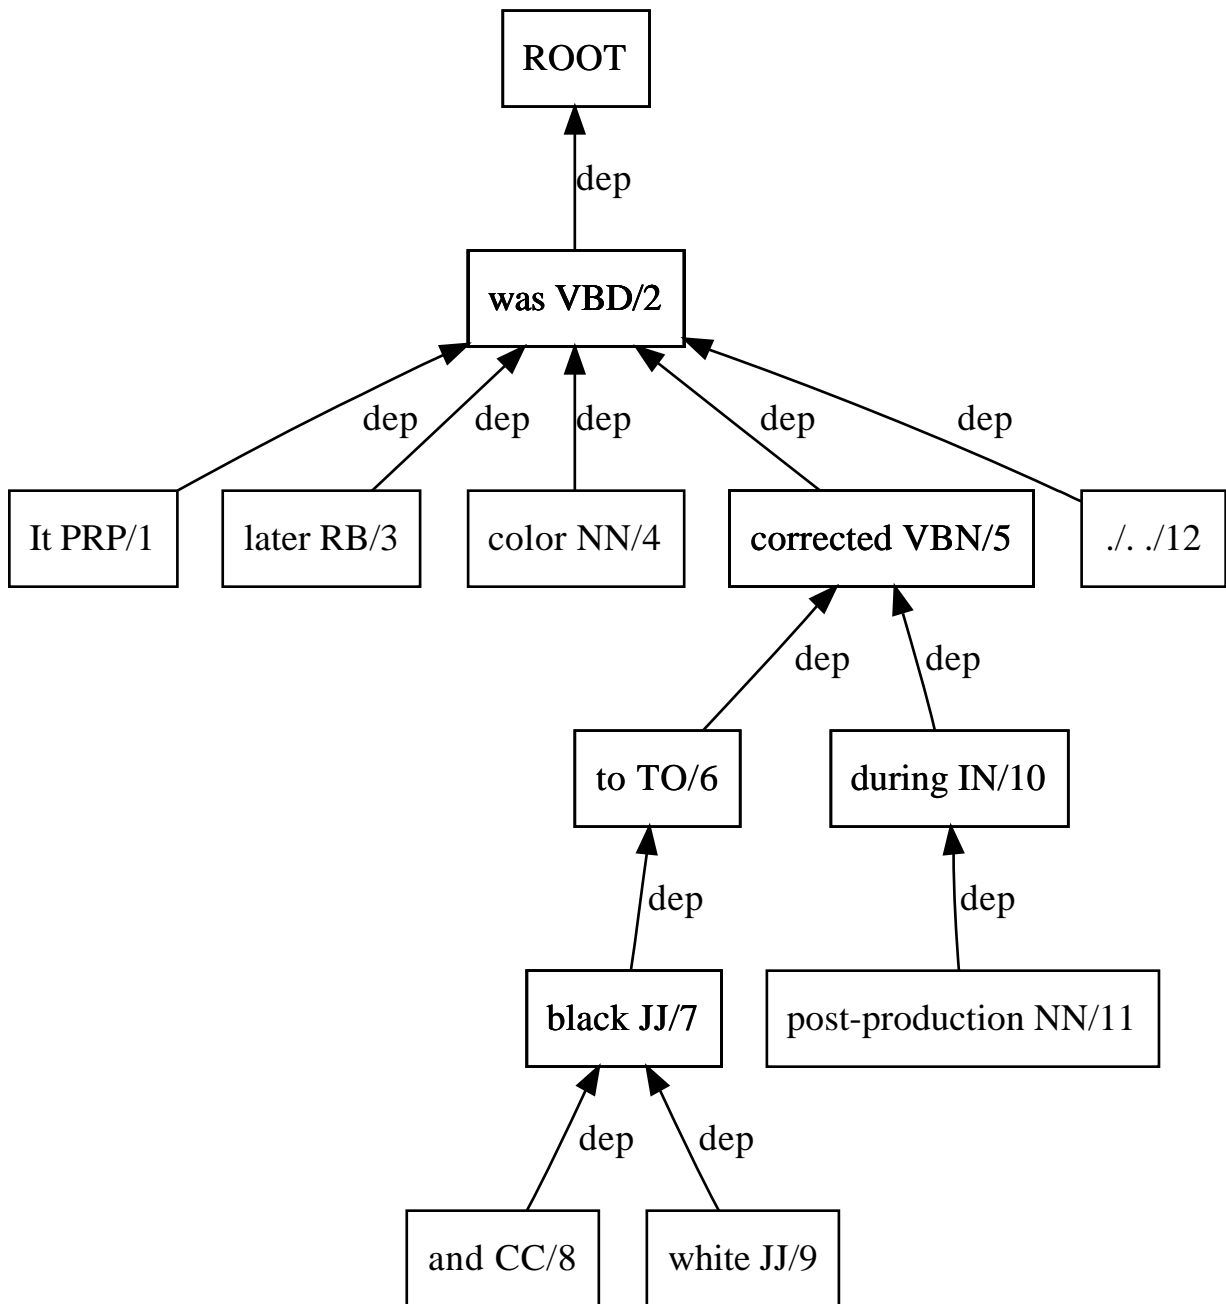 ROOT
dep
was VBD/2
dep dep dep dep dep
It PRP/1 later RB/3 color NN/4 corrected VBN/5 ./. ./12
dep dep
to TO/6 during IN/10
dep dep
black JJ/7 post-production NN/11
dep dep
and CC/8 white JJ/9